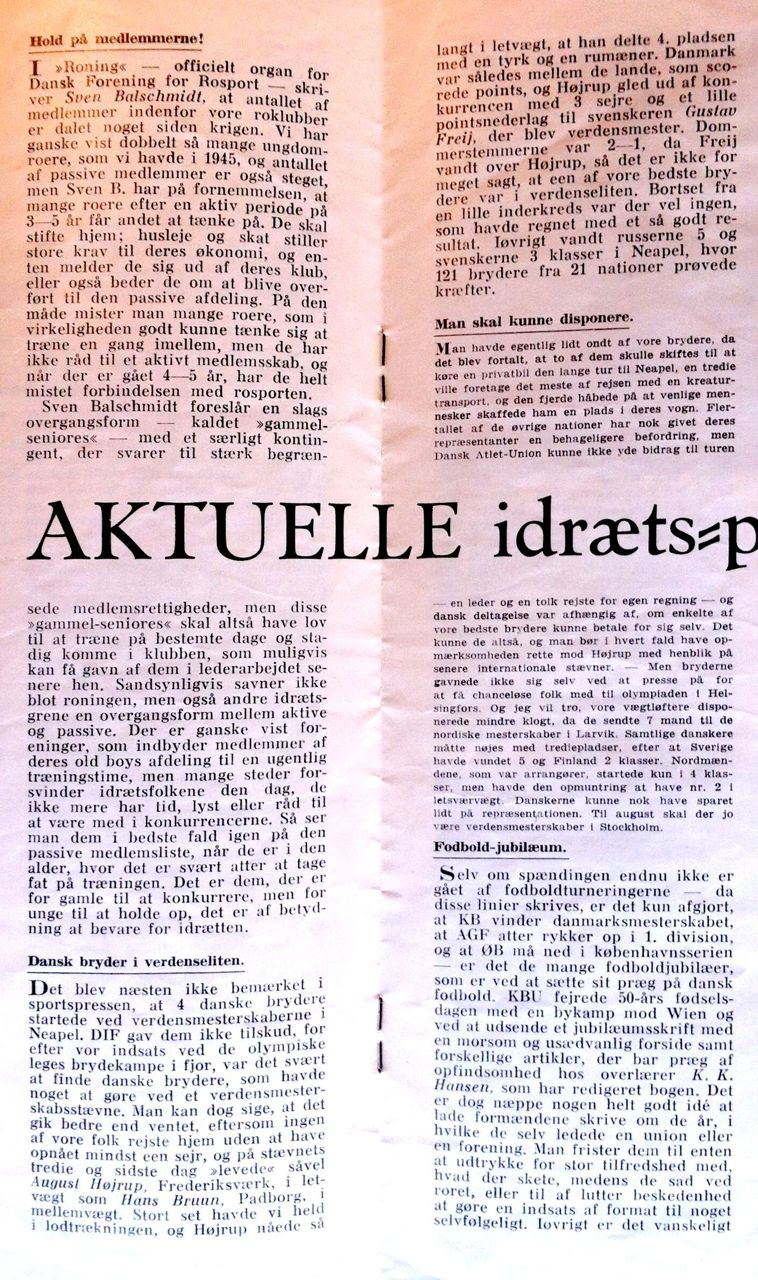 Hold på medlemmerne!
I »Roning« — officielt organ for
Dansk Forening for Rosport — skri-
ver Sven Balschmidt, at antallet af
medlemmer indenfor vore roklubber
er dalet noget siden krigen. Vi har
ganske vist dobbelt så mange ungdom-
roere, som vi havde i 1945, og antallet
af passive medlemmer er også steget,
men Sven B. har på fornemmelsen, at
mange roere efter en aktiv periode på
3—5 år får andet at tænke på. De skal
stifte hjem; husleje og skat stiller
store krav til deres økonomi, og en-
ten melder de sig ud af deres klub,
eller også beder de om at blive over-
ført til den passive afdeling. På den
måde mister man mange roere, som i
virkeligheden godt kunne tænke sig at
træne en gang imellem, men de har
ikke råd til et aktivt medlemsskab, og
når der er gået 4—5 år, har de helt
mistet forbindelsen med rosporten.
Sven Balschmidt foreslår en slags
overgangsform — kaldet »gammel-
seniores« — med et særligt kontin-
gent, der svarer til stærk begræn-
langt i letvægt, at han delte 4. pladsen
med en tyrk og en rumæner. Danmark
var således mellem de lande, som sco-
rede points, og Højrup gled ud af kon-
kurrencen med 3 sejre og et lille
pointsnederlag til svenskeren Gustav
Freij, der blev verdensmester. Dom-
merstemmerne var 2—1, da Freij
vandt over Højrup, så det er ikke for
meget sagt, at een af vore bedste bry-
dere var i verdenseliten. Bortset fra
en lille inderkreds var der vel ingen,
som havde regnet med et så godt re-
sultat. Iøvrigt vandt russerne 5 og
svenskerne 3 klasser i Neapel, hvor
121 brydere fra 21 nationer prøvede
kræfter.
Man skal kunne disponere.
Man havde egentlig lidt ondt af vore brydere, da
det blev fortalt, at to af dem skulle skiftes til at
køre en privatbil den lange tur til Neapel, en tredie
ville foretage det meste af rejsen med en kreatur-
transport, og den fjerde håbede på at venlige men-
nesker skaffede ham en plads i deres vogn. Fler-
tallet af de øvrige nationer har nok givet deres
repræsentanter en behageligere befordring, men
Dansk Atlet-Union kunne ikke yde bidrag til turen
AKTUELLE idræts-p
sede medlemsrettigheder, men disse
»gammel-seniores« skal altså have lov
til at træne på bestemte dage og sta-
dig komme i klubben, som muligvis
kan få gavn af dem i lederarbejdet se-
nere hen. Sandsynligvis savner ikke
blot roningen, men også andre idræts-
grene en overgangsform mellem aktive
og passive. Der er ganske vist for-
eninger, som indbyder medlemmer af
deres old boys afdeling til en ugentlig
træningstime, men mange steder for-
svinder idrætsfolkene den dag, de
ikke mere har tid, lyst eller råd til
at være med i konkurrencerne. Så ser
man dem i bedste fald igen på den
passive medlemsliste, når de er i den
alder, hvor det er svært atter at tage
fat på træningen. Det er dem, der er
for gamle til at konkurrere, men for
unge til at holde op, det er af betyd-
ning at bevare for idrætten.
Dansk bryder i verdenseliten.
Det blev næsten ikke bemærket i
sportspressen, at 4 danske brydere
startede ved verdensmesterskaberne i
Neapel. DIF gav dem ikke tilskud, for
efter vor indsats ved de olympiske
leges brydekampe i fjor, var det svært
at finde danske brydere, som havde
noget at gøre ved et verdensmester-
skabsstævne. Man kan dog sige, at det
gik bedre end ventet, eftersom ingen
af vore folk rejste hjem uden at have
opnået mindst een sejr, og på stævnets
tredie og sidste dag »levede« såvel
August Højrup, Frederiksværk, i let-
vægt som Hans Bruun, Padborg, i
mellemvægt. Stort set havde vi held
i lodtrækningen, og Højrup nåede så
— en leder og en tolk rejste for egen regning — og
dansk deltagelse var afhængig af, om enkelte af
vore bedste brydere kunne betale for sig selv. Det
kunne de altså, og man bør i hvert fald have op-
mærksomheden rette mod Højrup med henblik på
senere internationale stævner. — Men bryderne
gavnede ikke sig selv ved at presse på for
at få chanceløse folk med til olympiaden i Hel-
singfors. Og jeg vil tro, vore vægtløftere dispo-
nerede mindre klogt, da de sendte 7 mand til de
nordiske mesterskaber i Larvik. Samtlige danskere
måtte nøjes med tredjepladser, efter at Sverige
havde vundet 5 og Finland 2 klasser. Nordmæn-
dene, som var arrangører, startede kun i 4 klas-
ser, men havde den opmuntring at have nr. 2 i
letsværvægt. Danskerne kunne nok have sparet
lidt på repræsentationen. Til august skal der jo
være verdensmesterskaber i Stockholm.
Fodbold-jubilæum.
Selv om spændingen endnu ikke er
gået af fodboldturneringerne — da
disse linier skrives, er det kun afgjort,
at KB vinder danmarksmesterskabet,
at AGF atter rykker op i 1. division,
og at ØB må ned i københavnsserien
— er det de mange fodboldjubilæer,
som er ved at sætte sit præg på dansk
fodbold. KBU fejrede 50-års fødsels-
dagen med en bykamp mod Wien og
ved at udsende et jubilæumsskrift med
en morsom og usædvanlig forside samt
forskellige artikler, der bar præg af
opfindsomhed hos overlærer K. K.
Hansen, som har redigeret bogen. Det
er dog næppe nogen helt godt idé at
lade formændene skrive om de år, i
hvilke de selv ledede en union eller
en forening. Man frister dem til enten
at udtrykke for stor tilfredshed med,
hvad der skete, medens de sad ved
roret, eller til af lutter beskedenhed
at gøre en indsats af format til noget
selvfølgeligt. Iøvrigt er det vanskeligt